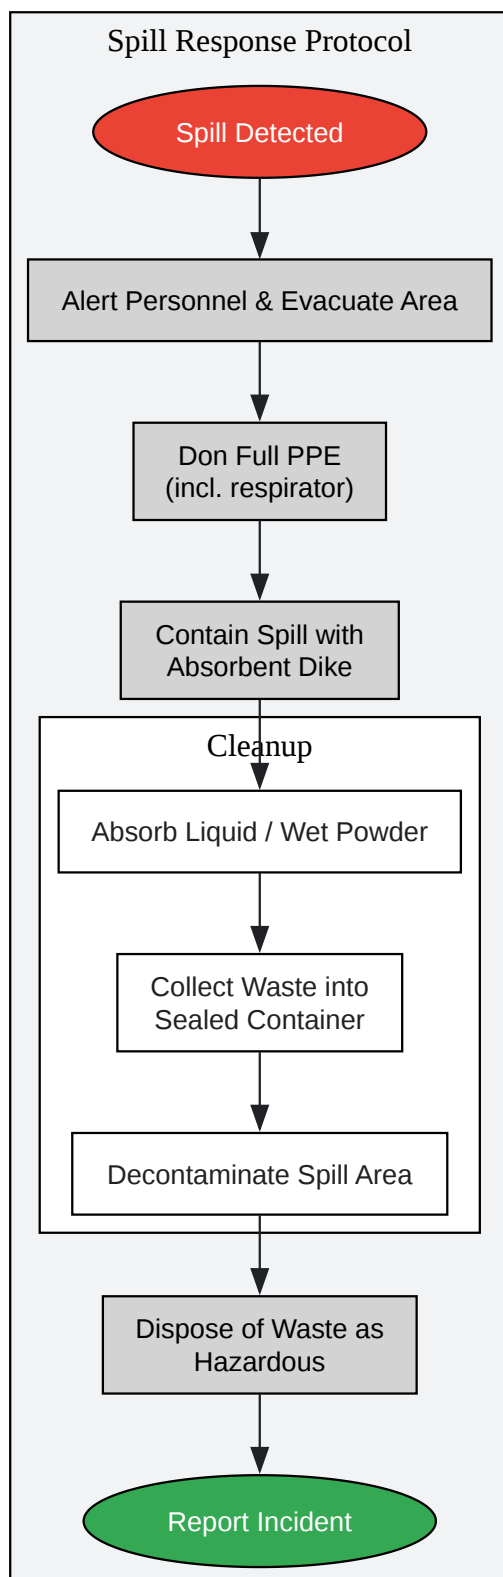 Spill Response Protocol
Spill Detected
Alert Personnel & Evacuate Area
Don Full PPE
(incl. respirator)
Contain Spill with
Absorbent Dike
Cleanup
Absorb Liquid / Wet Powder
Collect Waste into
Sealed Container
Decontaminate Spill Area
Dispose of Waste as
Hazardous
Report Incident